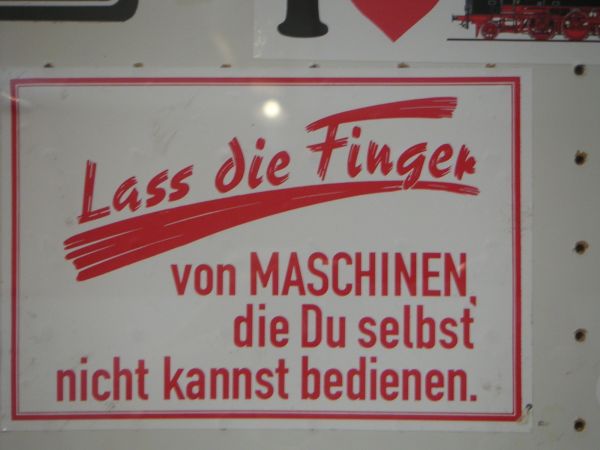 I
Lass die Finger
von MASCHINEN,
die Du selbst
nicht kannst bedienen.